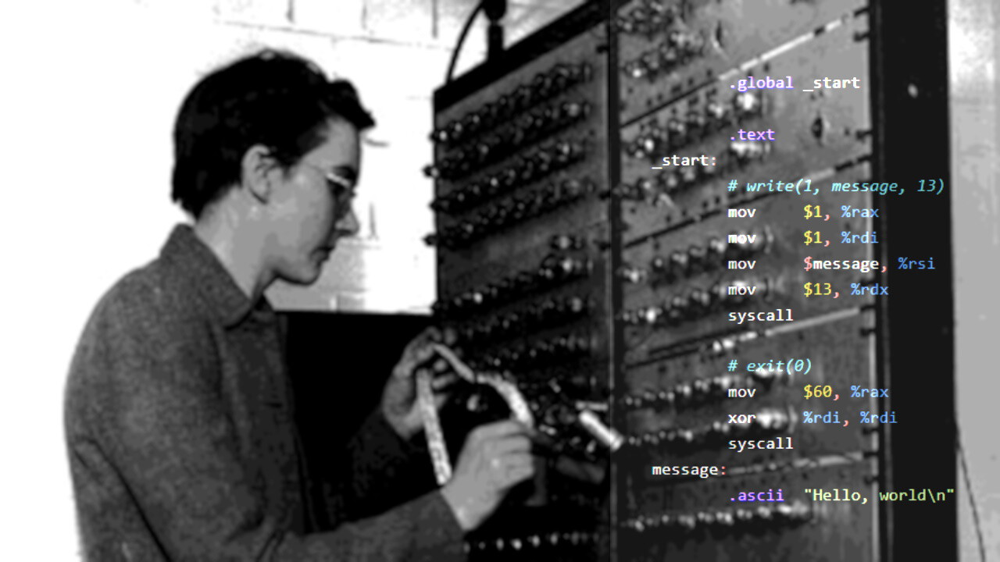 .global _start
.text
_start:
# write(1, message, 13)
mov $1, %rax
mov $1, %rdi
mov $message, %rsi
mov $13, %rdx
syscall
# exit(0)
mov $60, %rax
xor %rdi, %rdi
syscall
message:
.ascii "Hello, world\n"